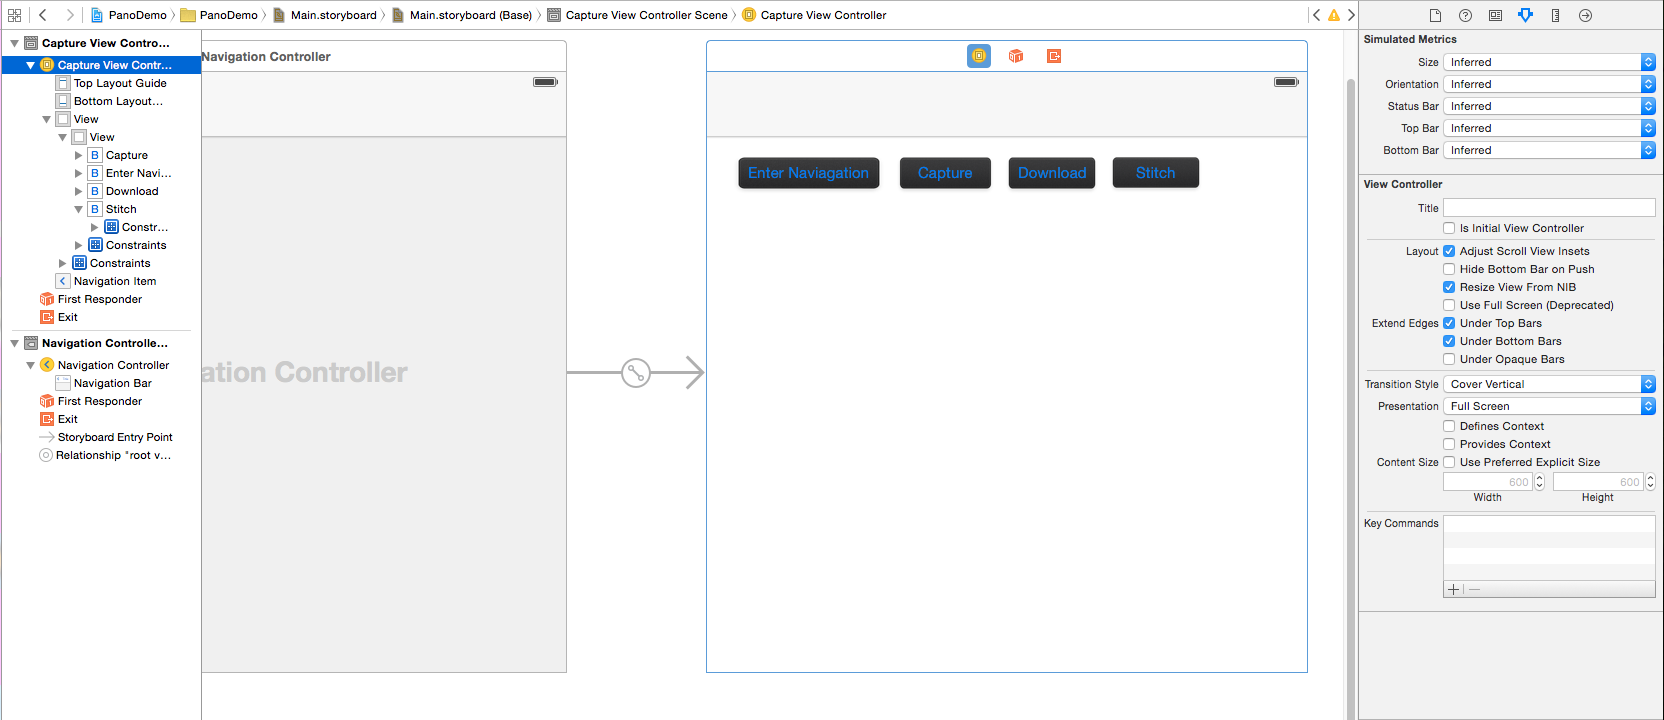 PanoDemo PanoDemo Main.storyboard Main.storyboard (Base) Capture View Controller Scene Capture View Controller
Capture View Contro...
Capture View Contr...
Top Layout Guide
Bottom Layout...
View
View
B Capture
B Enter Navi...
B Download
B Stitch
Constr...
Constraints
Constraints
Navigation Item
First Responder
Exit
Navigation Controlle...
Navigation Controller
Navigation Bar
First Responder
Exit
Storyboard Entry Point
Relationship "root v...
Navigation Controller
ation Controller
Enter Naviagation Capture Download Stitch
Simulated Metrics
Size Inferred
Orientation Inferred
Status Bar Inferred
Top Bar Inferred
Bottom Bar Inferred
View Controller
Title
Is Initial View Controller
Layout Adjust Scroll View Insets
Hide Bottom Bar on Push
Resize View From NIB
Use Full Screen (Deprecated)
Extend Edges Under Top Bars
Under Bottom Bars
Under Opaque Bars
Transition Style Cover Vertical
Presentation Full Screen
Defines Context
Provides Context
Content Size Use Preferred Explicit Size
600 600
Width Height
Key Commands